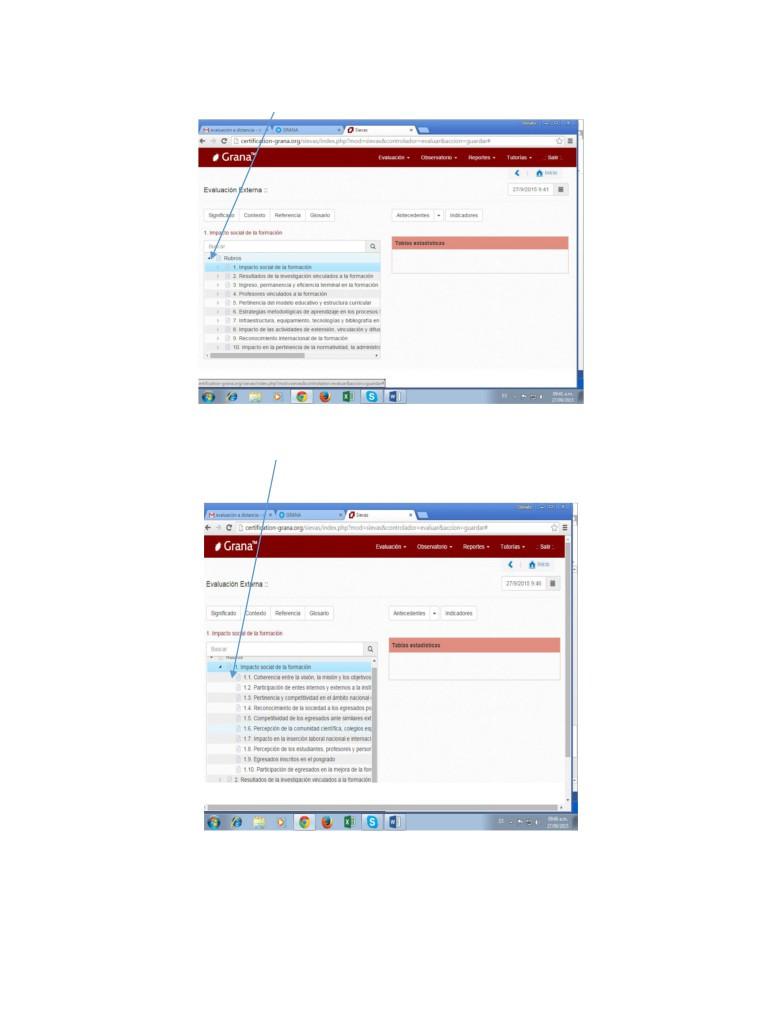 evaluación a distancia -
GRANA
Sievas
certification-grana.org/sievas/index.php?mod=sievas&controlador=evaluar&accion=guardar#
Grana™
Evaluación
Observatorio
Reportes
Tutorías
.: Salir :.
Inicio
Evaluación Externa ::
27/9/2015 9:41
Significado
Contexto
Referencia
Glosario
Antecedentes
Indicadores
1. Impacto social de la formación
Buscar
Tablas estadísticas
Rubros
1. Impacto social de la formación
2. Resultados de la investigación vinculados a la formación
3. Ingreso, permanencia y eficiencia terminal en la formación
4. Profesores vinculados a la formación
5. Pertinencia del modelo educativo y estructura curricular
6. Estrategias metodológicas de aprendizaje en los procesos
7. Infraestructura, equipamiento, tecnologías y bibliografía en
8. Impacto de las actividades de extensión, vinculación y difus
9. Reconocimiento internacional de la formación
10. Impacto en la pertinencia de la normatividad, la administra
ertification-grana.org/sievas/index.php?mod=sievas&controlador=evaluar&accion=guardar#
ES
09:41 a.m.
27/09/2015
evaluación a distancia -
GRANA
Sievas
certification-grana.org/sievas/index.php?mod=sievas&controlador=evaluar&accion=guardar#
Grana™
Evaluación
Observatorio
Reportes
Tutorías
.: Salir :.
Inicio
Evaluación Externa ::
27/9/2015 9:46
Significado
Contexto
Referencia
Glosario
Antecedentes
Indicadores
1. Impacto social de la formación
Buscar
Tablas estadísticas
Rubros
1. Impacto social de la formación
1.1. Coherencia entre la visión, la misión y los objetivos
1.2. Participación de entes internos y externos a la insti
1.3. Pertinencia y competitividad en el ámbito nacional
1.4. Reconocimiento de la sociedad a los egresados po
1.5. Competitividad de los egresados ante similares ext
1.6. Percepción de la comunidad científica, colegios esp
1.7. Impacto en la inserción laboral nacional e internaci
1.8. Percepción de los estudiantes, profesores y person
1.9. Egresados inscritos en el posgrado
1.10. Participación de egresados en la mejora de la for
2. Resultados de la investigación vinculados a la formación
ES
09:46 a.m.
27/09/2015